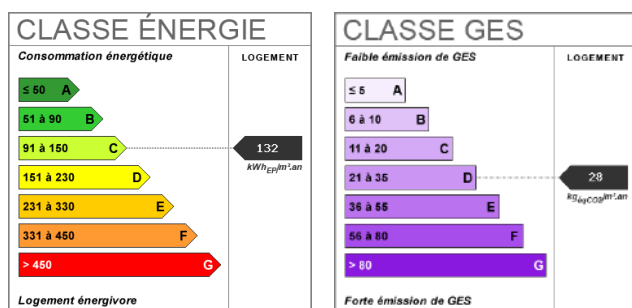 CLASSE ÉNERGIE
Consommation énergétique
LOGEMENT
≤ 50 A
51 à 90 B
91 à 150 C
132
kWhEP/m².an
151 à 230 D
231 à 330 E
331 à 450 F
> 450 G
Logement énergivore
CLASSE GES
Faible émission de GES
LOGEMENT
≤ 5 A
6 à 10 B
11 à 20 C
21 à 35 D
28
kgéqCO2/m².an
36 à 55 E
56 à 80 F
> 80 G
Forte émission de GES